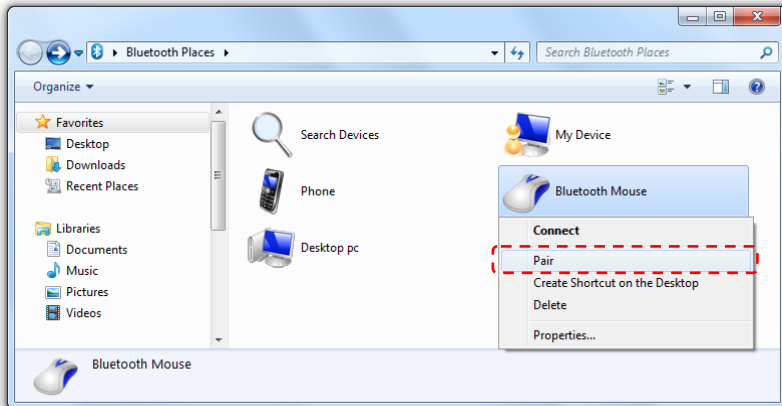 Bluetooth Places
Search Bluetooth Places
Organize
Favorites
Desktop
Downloads
Recent Places
Libraries
Documents
Music
Pictures
Videos
Search Devices
My Device
Phone
Bluetooth Mouse
Desktop pc
Connect
Pair
Create Shortcut on the Desktop
Delete
Properties...
Bluetooth Mouse